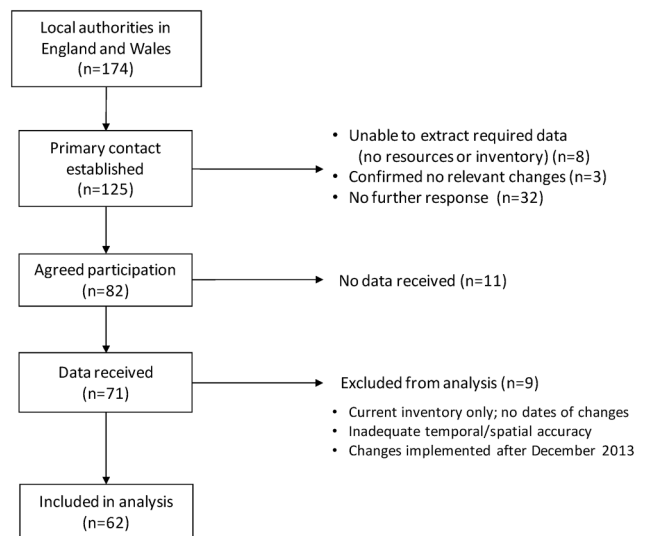 Local authorities in
England and Wales
(n=174)
Primary contact
established
(n=125)
• Unable to extract required data
(no resources or inventory) (n=8)
• Confirmed no relevant changes (n=3)
• No further response (n=32)
Agreed participation
(n=82)
No data received (n=11)
Data received
(n=71)
Excluded from analysis (n=9)
• Current inventory only; no dates of changes
• Inadequate temporal/spatial accuracy
• Changes implemented after December 2013
Included in analysis
(n=62)